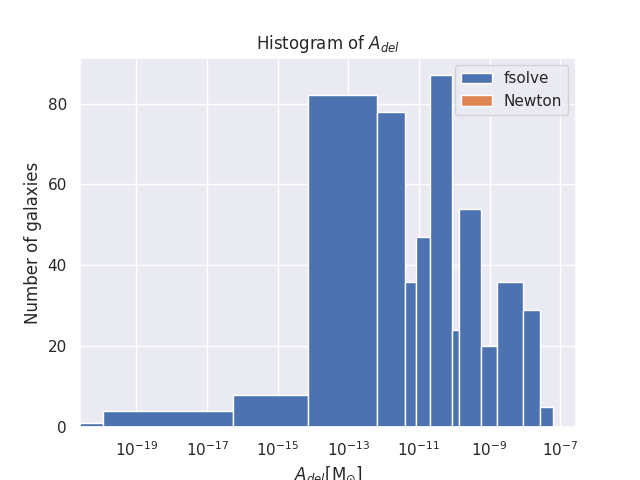 Histogram of A_del
fsolve
Newton
Number of galaxies
80
60
40
20
0
10^−19 10^−17 10^−15 10^−13 10^−11 10^−9 10^−7
A_del[M_⊙]